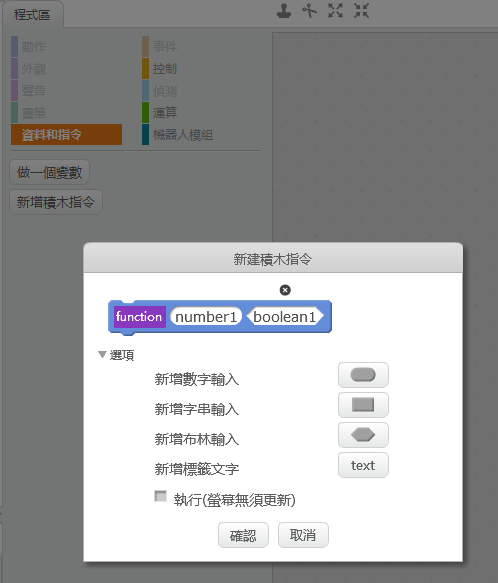 程式區
動作
事件
外觀
控制
聲音
偵測
畫筆
運算
資料和指令
機器人模組
做一個變數
新增積木指令
新建積木指令
function number1 boolean1
選項
新增數字輸入
新增字串輸入
新增布林輸入
新增標籤文字 text
執行(螢幕無須更新)
確認 取消